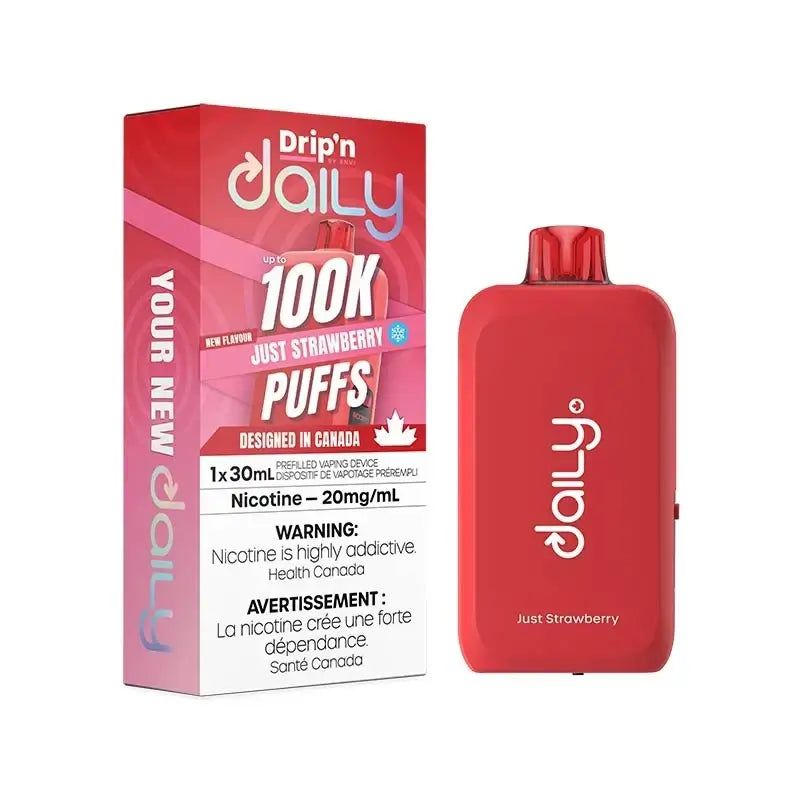 Drip'n
BY ENVI
daily
up to
100K
NEW FLAVOUR
JUST STRAWBERRY
PUFFS
DESIGNED IN CANADA
1 x 30mL PREFILLED VAPING DEVICE
DISPOSITIF DE VAPOTAGE PRÉREMPLI
Nicotine – 20mg/mL
WARNING:
Nicotine is highly addictive.
Health Canada
AVERTISSEMENT :
La nicotine crée une forte
dépendance.
Santé Canada
YOUR NEW daily
daily
Just Strawberry